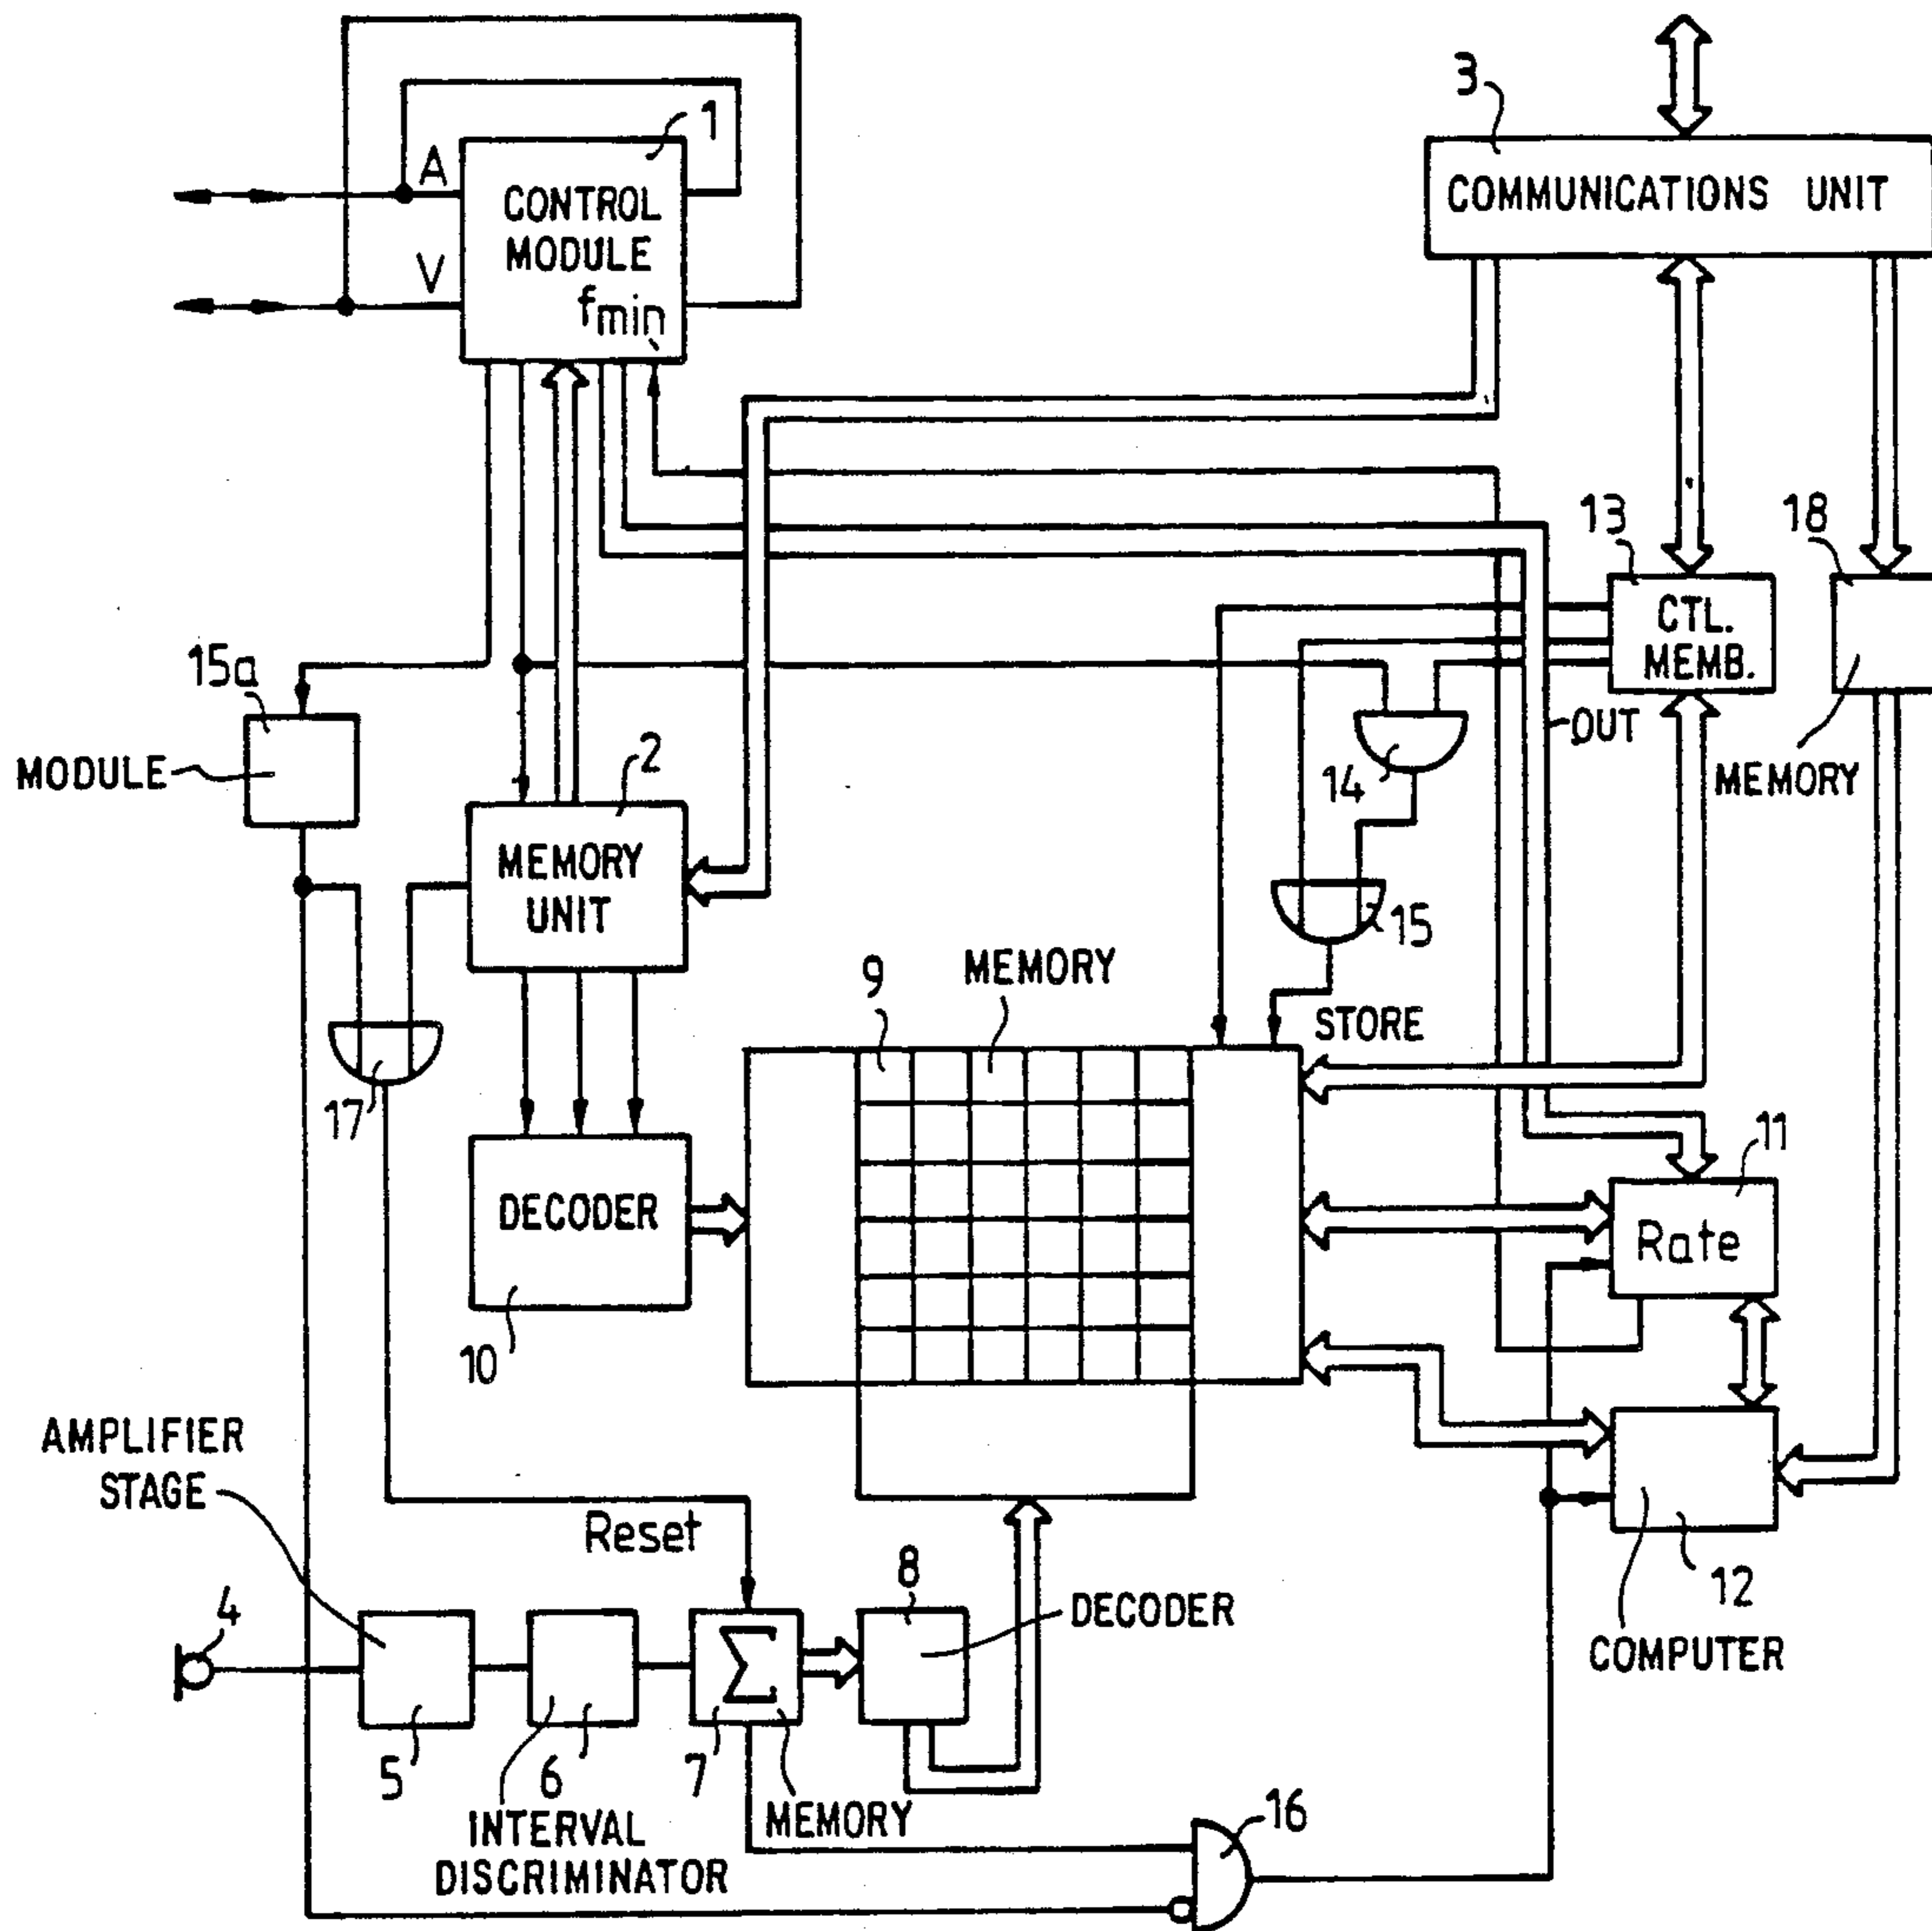 1
3
A
CONTROL
MODULE
COMMUNICATIONS UNIT
V
fmin
13
18
15a
CTL.
MEMB.
MODULE
2
14
OUT
MEMORY
MEMORY
UNIT
15
9
MEMORY
STORE
17
11
DECODER
Rate
10
AMPLIFIER
STAGE
Reset
8
12
4
DECODER
Σ
COMPUTER
5
6
7
MEMORY
16
INTERVAL
DISCRIMINATOR